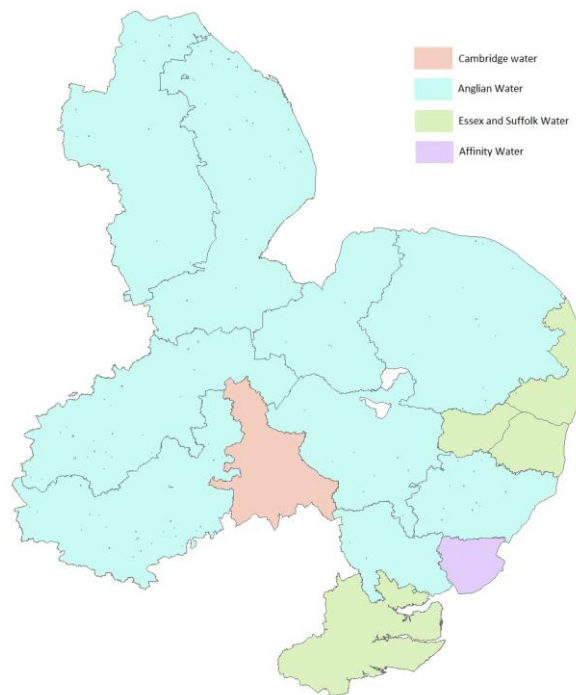 Cambridge water
Anglian Water
Essex and Suffolk Water
Affinity Water